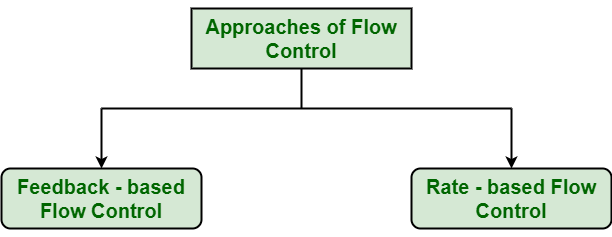 Approaches of Flow
Control
Feedback - based
Flow Control
Rate - based Flow
Control